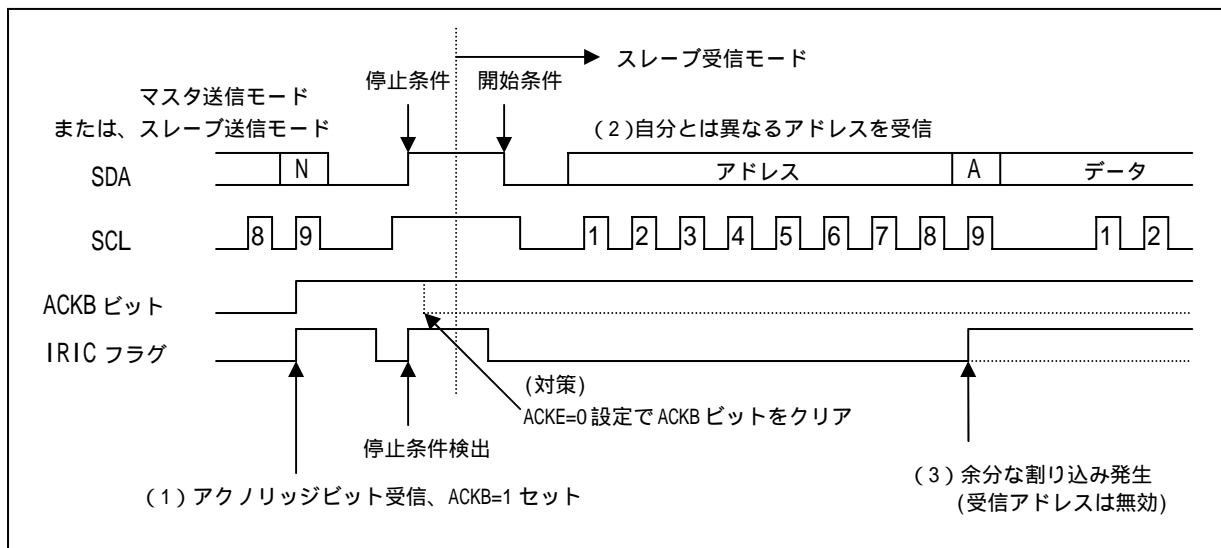 スレーブ受信モード
停止条件 開始条件
マスタ送信モード
または、スレーブ送信モード
(2)自分とは異なるアドレスを受信
SDA N アドレス A データ
SCL 8 9 1 2 3 4 5 6 7 8 9 1 2
ACKB ビット
IRIC フラグ
(対策)
ACKE=0 設定で ACKB ビットをクリア
停止条件検出
(1)アクノリッジビット受信、ACKB=1 セット
(3)余分な割り込み発生
(受信アドレスは無効)